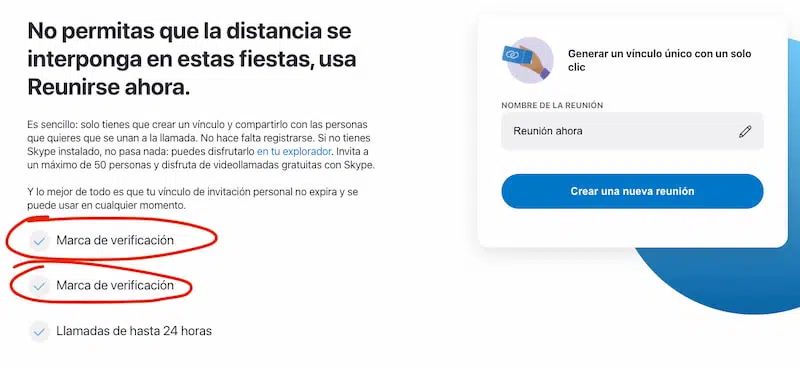 No permitas que la distancia se
interponga en estas fiestas, usa
Reunirse ahora.
Es sencillo: solo tienes que crear un vínculo y compartirlo con las personas
que quieres que se unan a la llamada. No hace falta registrarse. Si no tienes
Skype instalado, no pasa nada: puedes disfrutarlo en tu explorador. Invita a
un máximo de 50 personas y disfruta de videollamadas gratuitas con Skype.
Y lo mejor de todo es que tu vínculo de invitación personal no expira y se
puede usar en cualquier momento.
Marca de verificación
Marca de verificación
Llamadas de hasta 24 horas
Generar un vínculo único con un solo
clic
NOMBRE DE LA REUNIÓN
Reunión ahora
Crear una nueva reunión